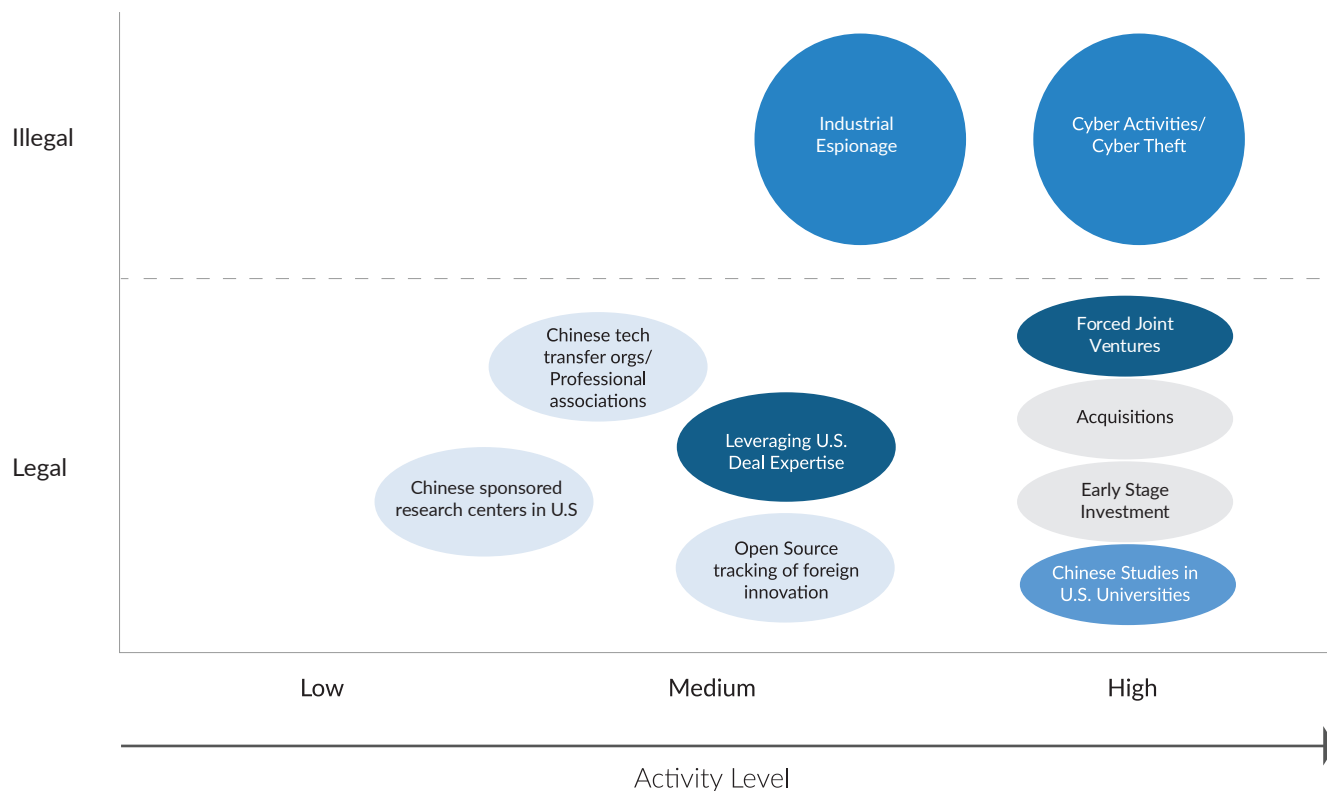 Illegal
Industrial
Espionage
Cyber Activities/
Cyber Theft
Legal
Chinese tech
transfer orgs/
Professional
associations
Chinese sponsored
research centers in U.S
Leveraging U.S.
Deal Expertise
Open Source
tracking of foreign
innovation
Forced Joint
Ventures
Acquisitions
Early Stage
Investment
Chinese Studies in
U.S. Universities
Low
Medium
High
Activity Level